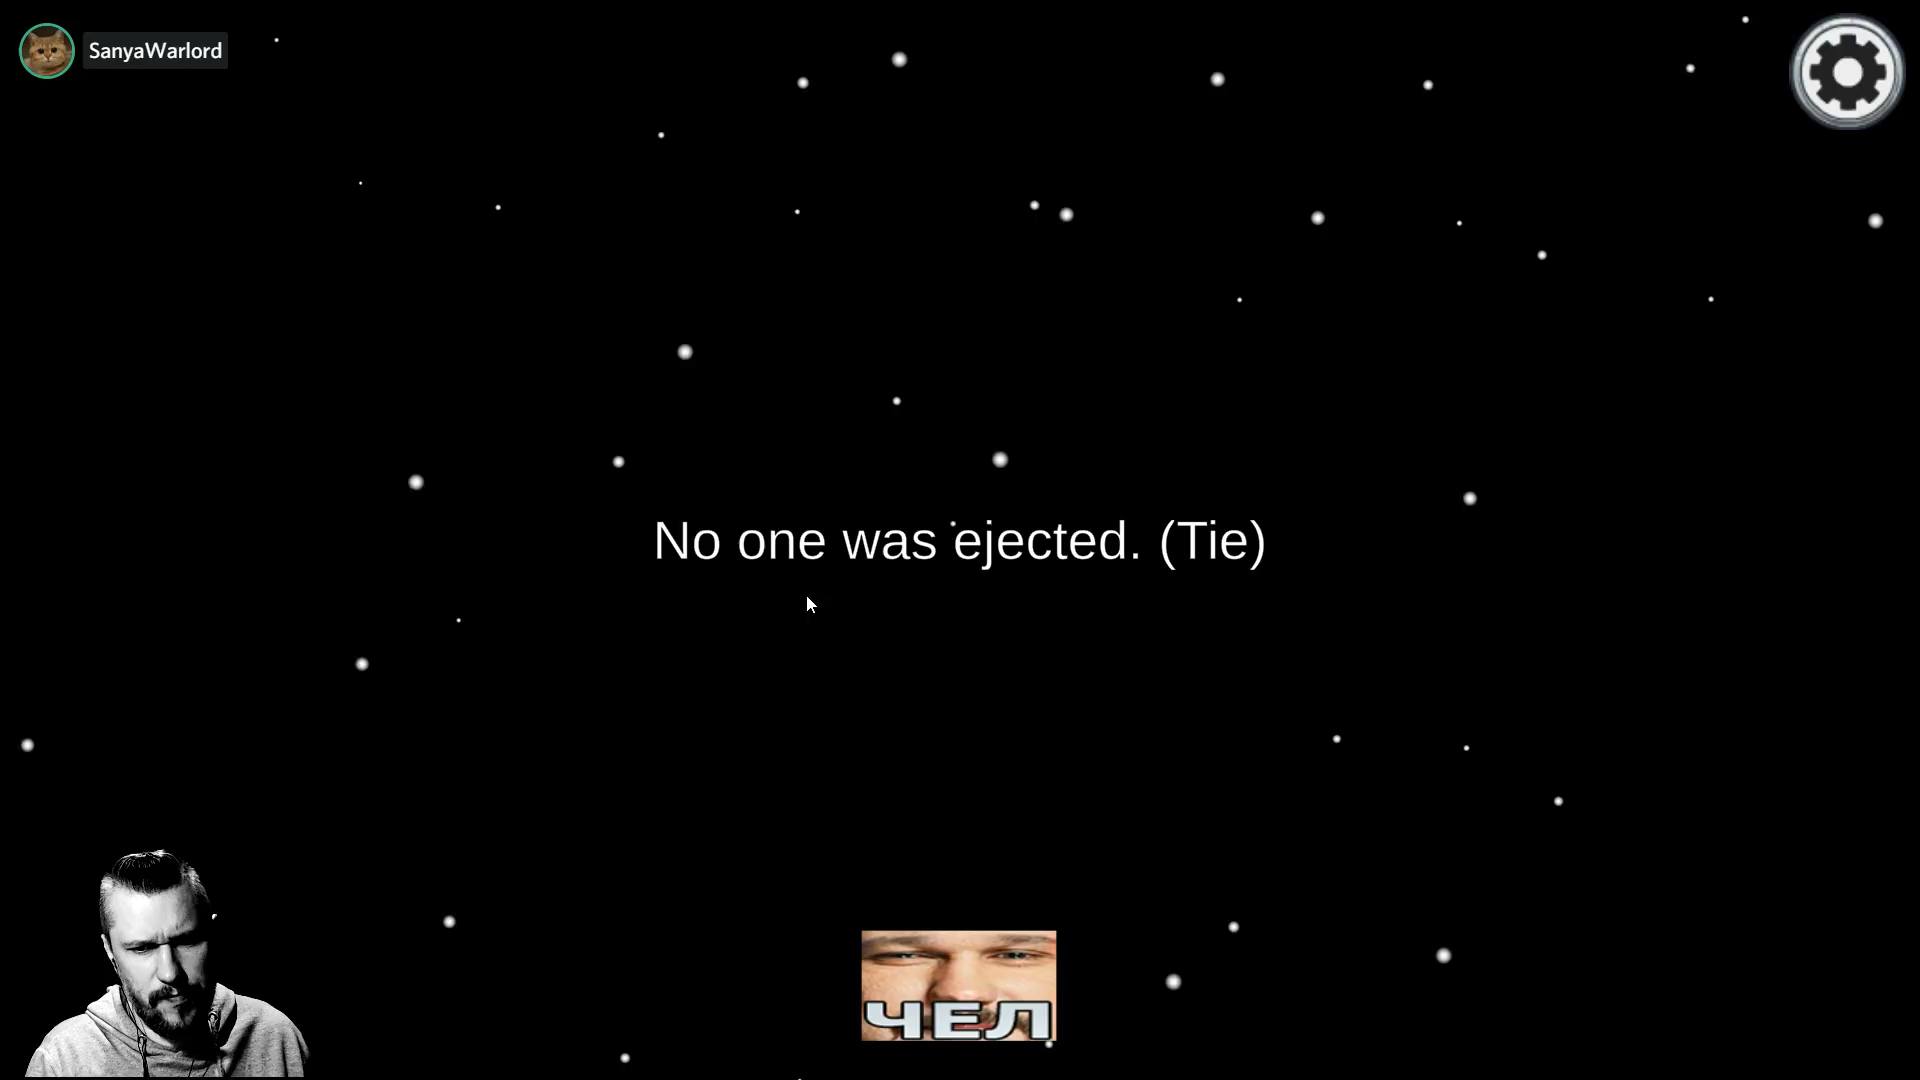 SanyaWarlord
No one was ejected. (Tie)
ЧЕЛ